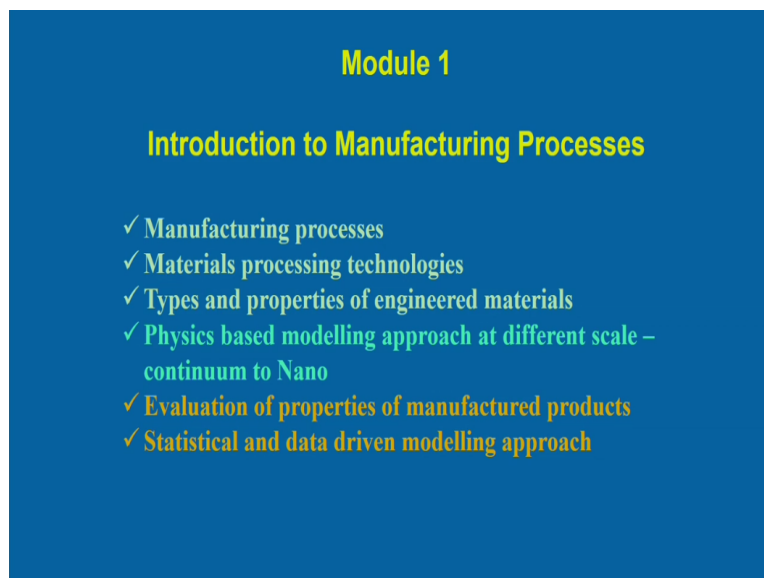 Module 1
Introduction to Manufacturing Processes
✓ Manufacturing processes
✓ Materials processing technologies
✓ Types and properties of engineered materials
✓ Physics based modelling approach at different scale –
continuum to Nano
✓ Evaluation of properties of manufactured products
✓ Statistical and data driven modelling approach